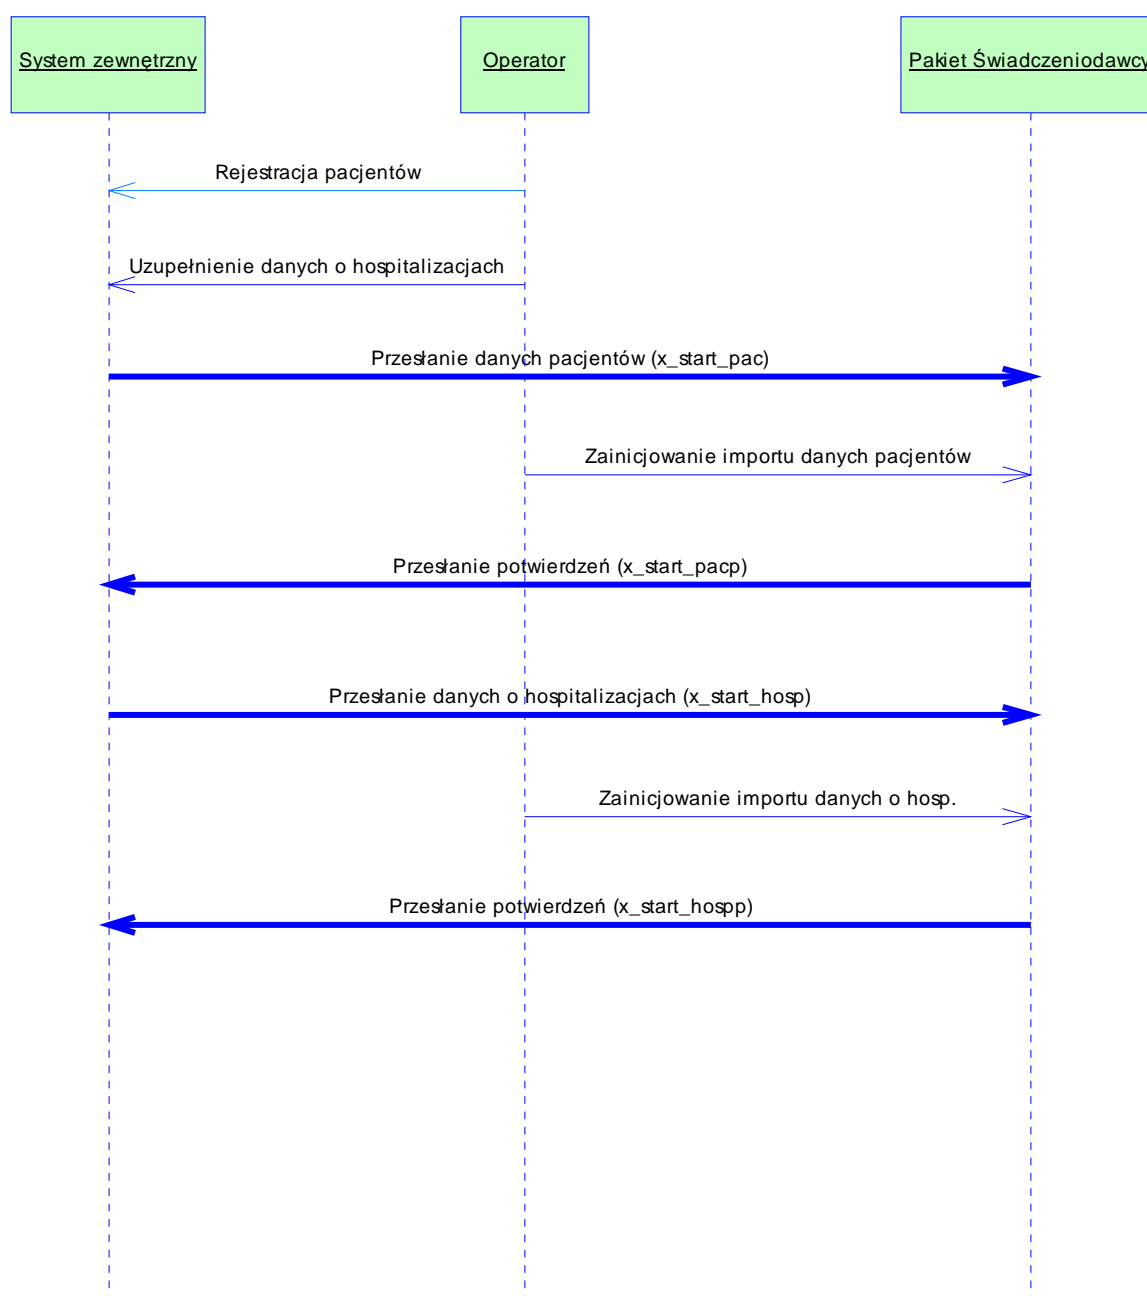 System zewnętrzny
Operator
Pakiet Świadczeniodawcy
Rejestracja pacjentów
Uzupełnienie danych o hospitalizacjach
Przesłanie danych pacjentów (x_start_pac)
Zainicjowanie importu danych pacjentów
Przesłanie potwierdzeń (x_start_pacp)
Przesłanie danych o hospitalizacjach (x_start_hosp)
Zainicjowanie importu danych o hosp.
Przesłanie potwierdzeń (x_start_hospp)